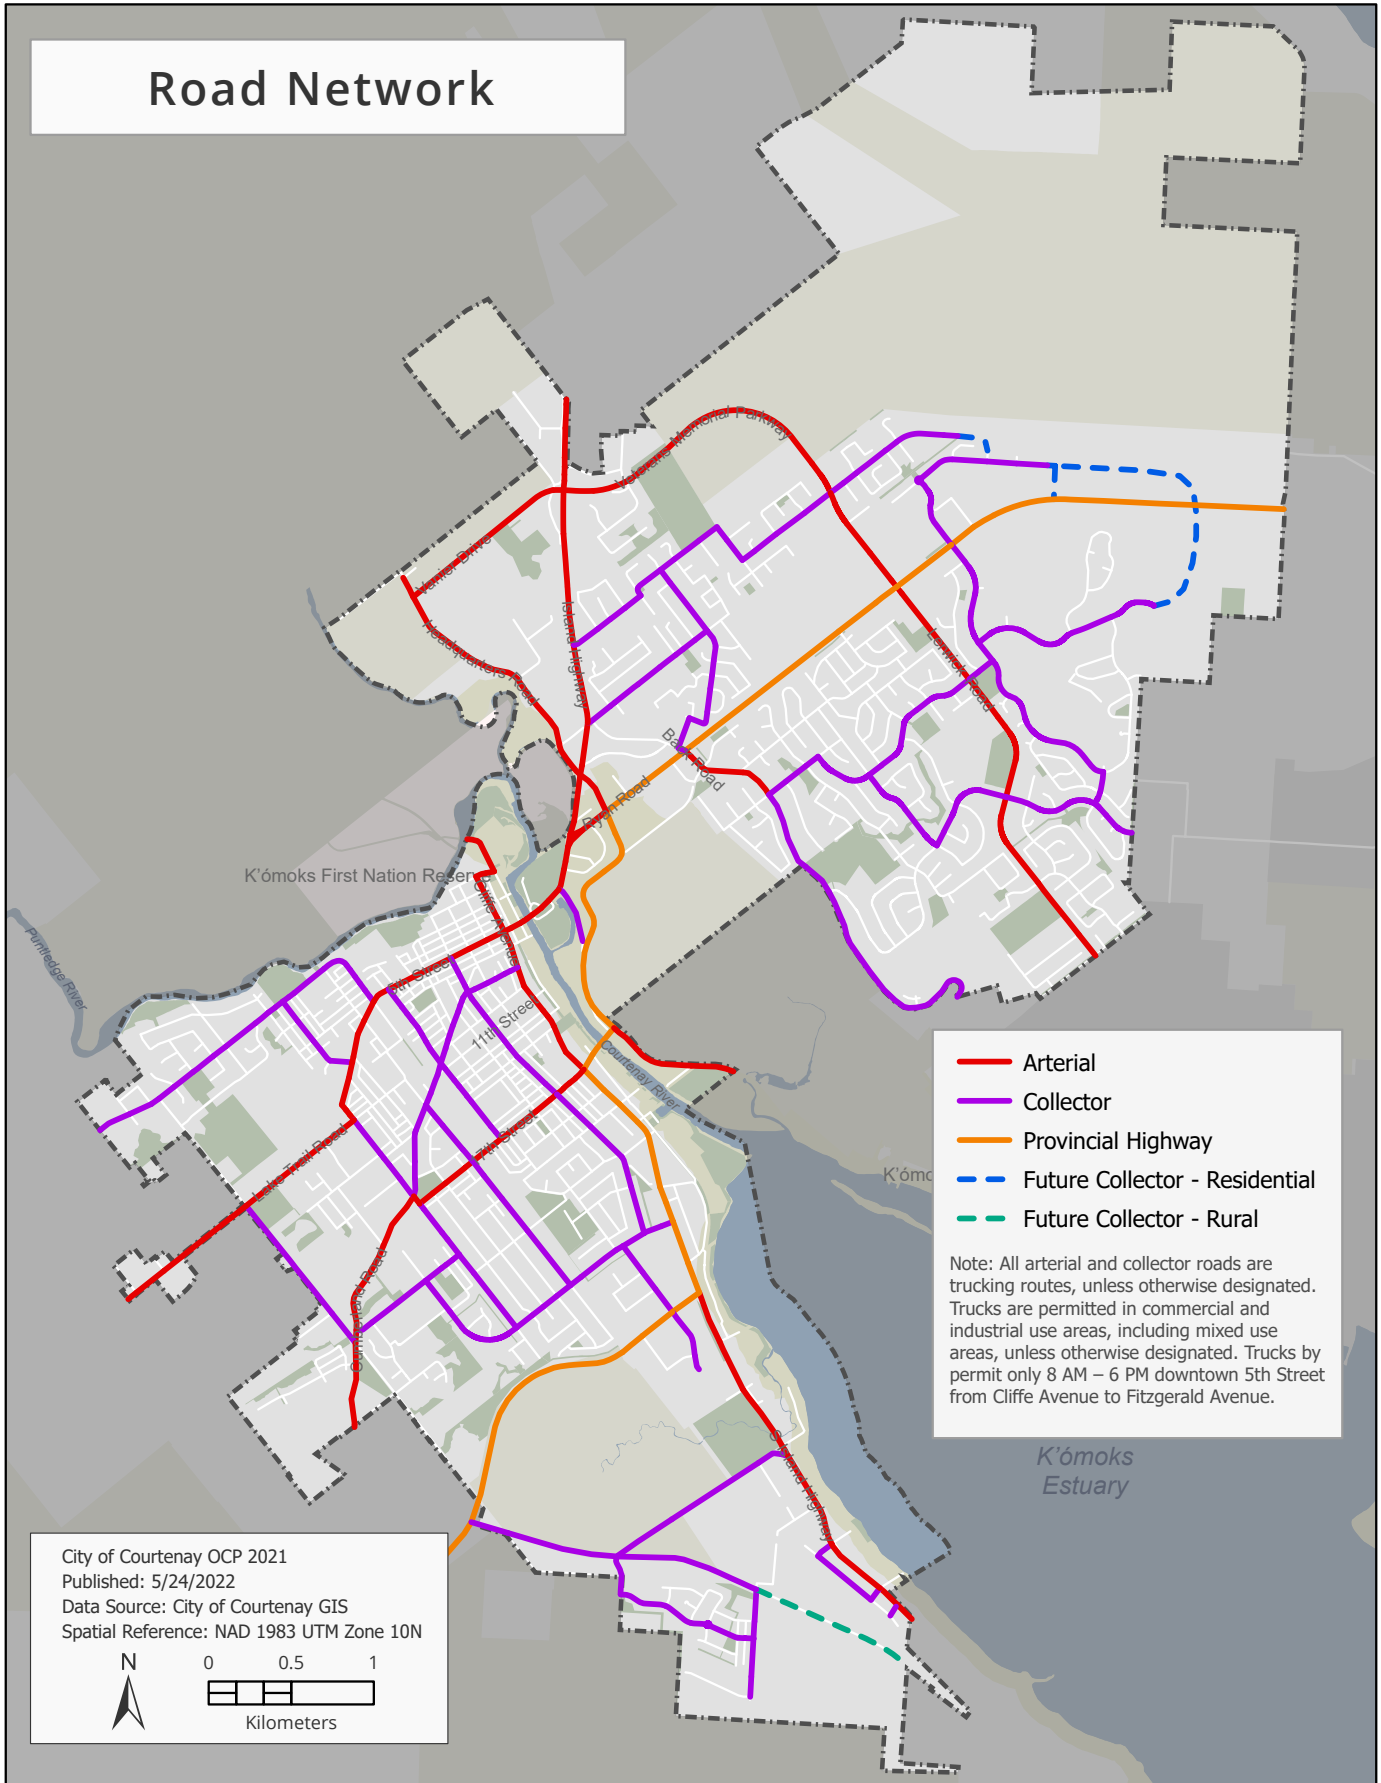 Road Network
Veterans Memorial Parkway
Vanier Drive
Headquarters Road
Island Highway
Lerwick Road
Back Road
Ryan Road
K'ómoks First Nation Reserve
Cliffe Avenue
Puntledge River
5th Street
11th Street
Courtenay River
17th Street
Lake Trail Road
Cumberland Road
S Island Highway
K'ómo
K'ómoks
Estuary
Arterial
Collector
Provincial Highway
Future Collector - Residential
Future Collector - Rural
Note: All arterial and collector roads are
trucking routes, unless otherwise designated.
Trucks are permitted in commercial and
industrial use areas, including mixed use
areas, unless otherwise designated. Trucks by
permit only 8 AM – 6 PM downtown 5th Street
from Cliffe Avenue to Fitzgerald Avenue.
City of Courtenay OCP 2021
Published: 5/24/2022
Data Source: City of Courtenay GIS
Spatial Reference: NAD 1983 UTM Zone 10N
N
0 0.5 1
Kilometers